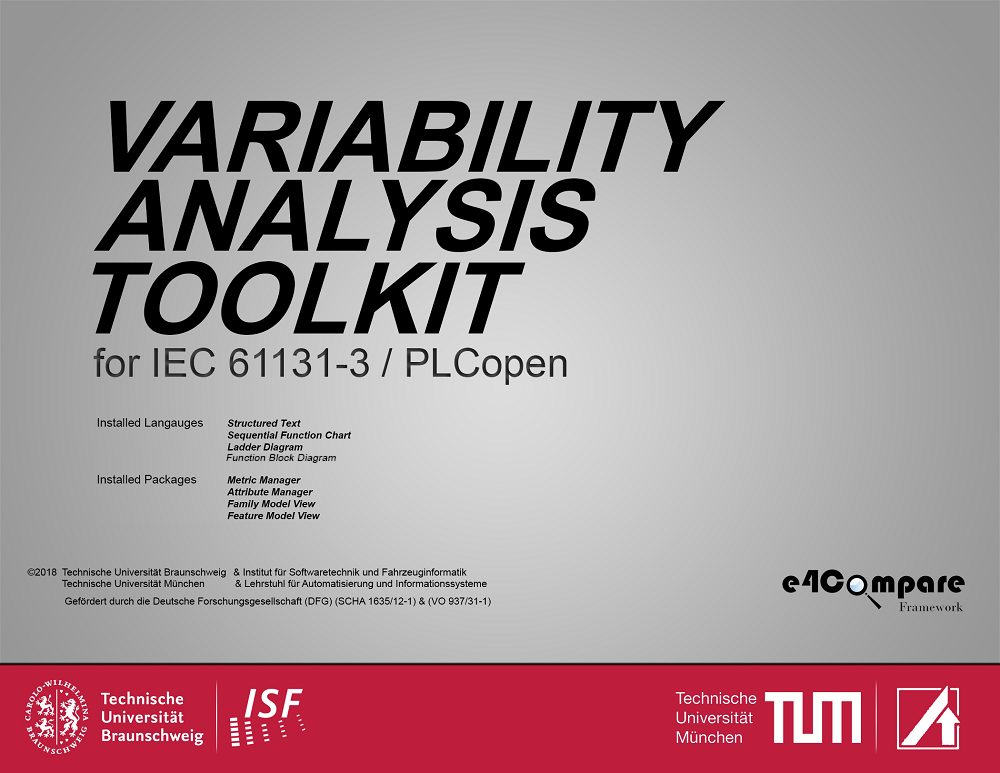 VARIABILITY
ANALYSIS
TOOLKIT
for IEC 61131-3 / PLCopen
Installed Langauges Structured Text
Sequential Function Chart
Ladder Diagram
Function Block Diagram
Installed Packages Metric Manager
Attribute Manager
Family Model View
Feature Model View
©2018 Technische Universität Braunschweig & Institut für Softwaretechnik und Fahrzeuginformatik
Technische Universität München & Lehrstuhl für Automatisierung und Informationssysteme
Gefördert durch die Deutsche Forschungsgesellschaft (DFG) (SCHA 1635/12-1) & (VO 937/31-1)
e4Compare
Framework
CAROLO-WILHELMINA
BRAUNSCHWEIG
Technische
Universität
Braunschweig
ISF
Technische
Universität
München
TUM